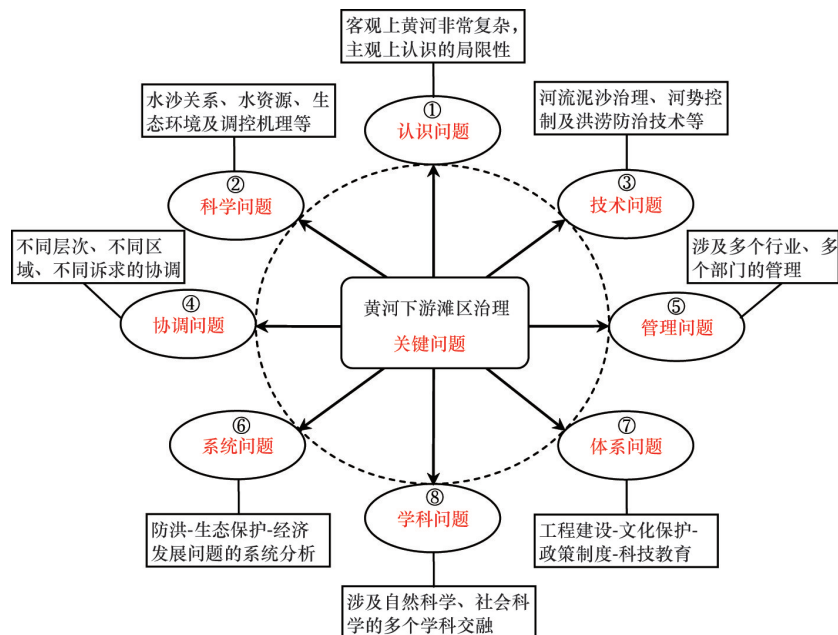 客观上黄河非常复杂，
主观上认识的局限性
①
认识问题
水沙关系、水资源、生
态环境及调控机理等
②
科学问题
河流泥沙治理、河势控
制及洪涝防治技术等
③
技术问题
不同层次、不同区
域、不同诉求的协调
④
协调问题
黄河下游滩区治理
关键问题
涉及多个行业、多
个部门的管理
⑤
管理问题
⑥
系统问题
防洪-生态保护-经济
发展问题的系统分析
⑦
体系问题
工程建设-文化保护-
政策制度-科技教育
⑧
学科问题
涉及自然科学、社会科
学的多个学科交融